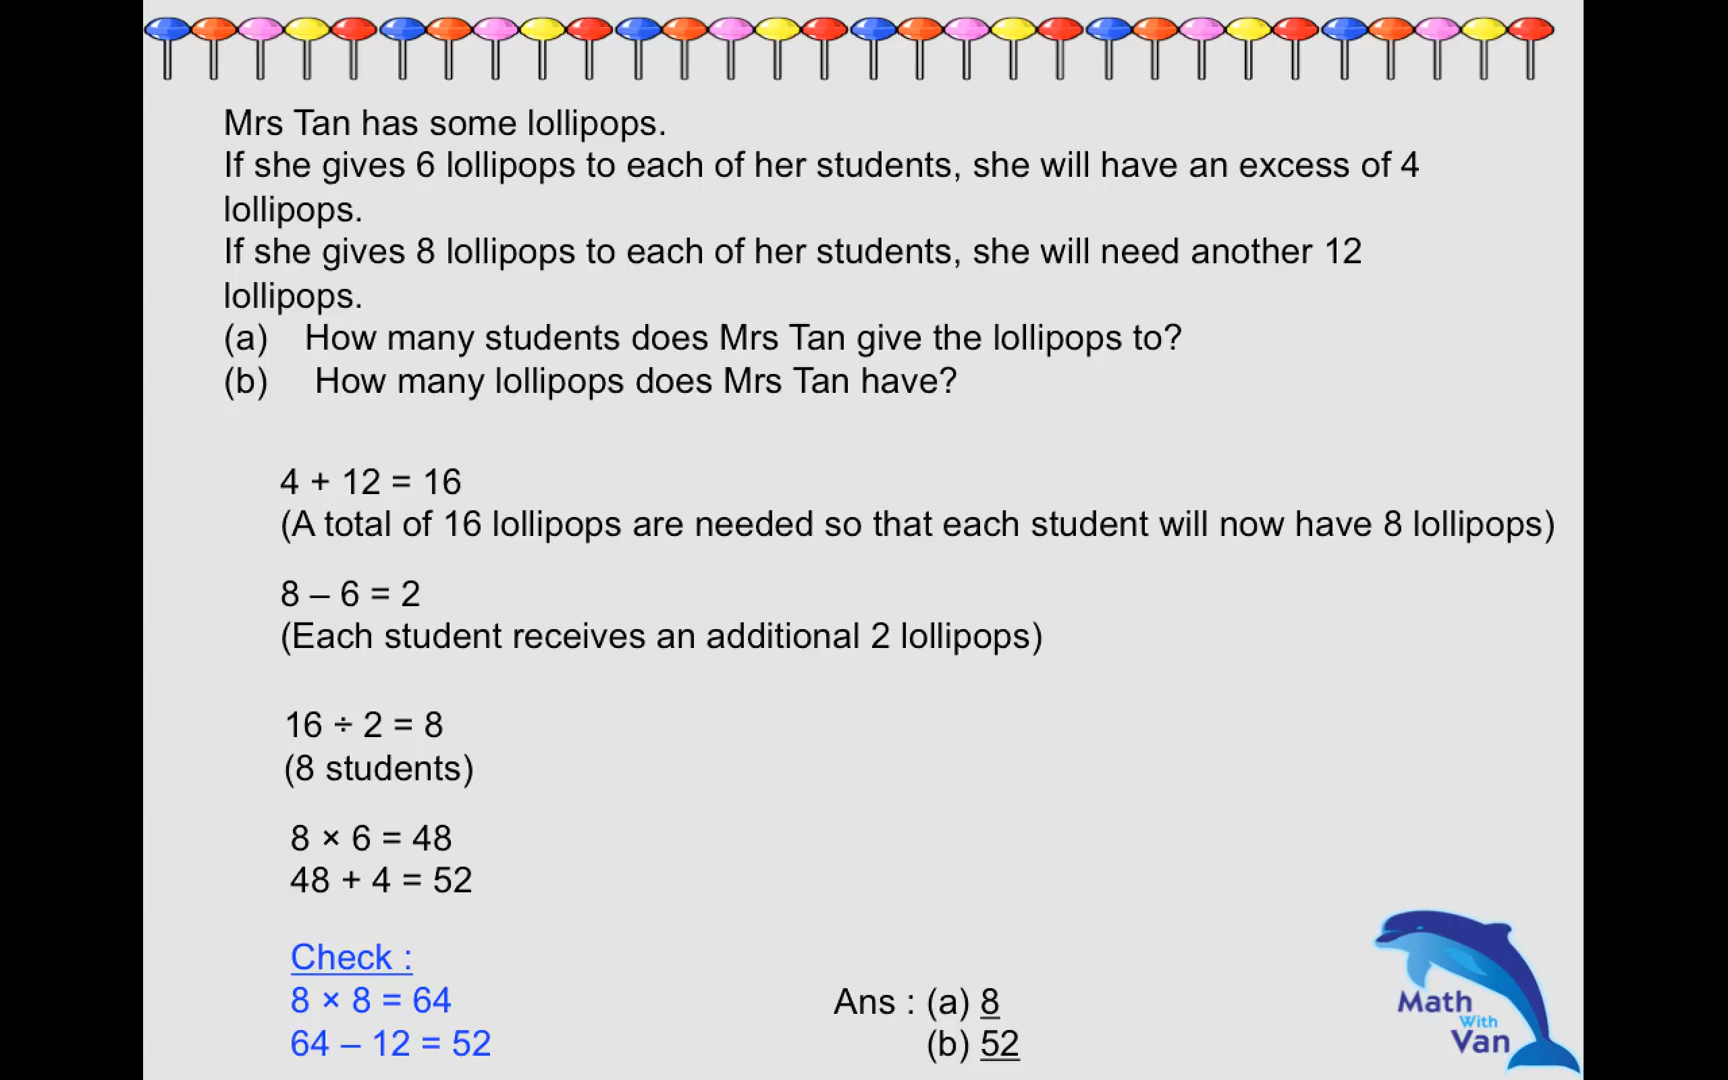 Mrs Tan has some lollipops.
If she gives 6 lollipops to each of her students, she will have an excess of 4
lollipops.
If she gives 8 lollipops to each of her students, she will need another 12
lollipops.
(a) How many students does Mrs Tan give the lollipops to?
(b) How many lollipops does Mrs Tan have?
4 + 12 = 16
(A total of 16 lollipops are needed so that each student will now have 8 lollipops)
8 – 6 = 2
(Each student receives an additional 2 lollipops)
16 ÷ 2 = 8
(8 students)
8 × 6 = 48
48 + 4 = 52
Check :
8 × 8 = 64
64 – 12 = 52
Ans : (a) 8
(b) 52
Math
With
Van